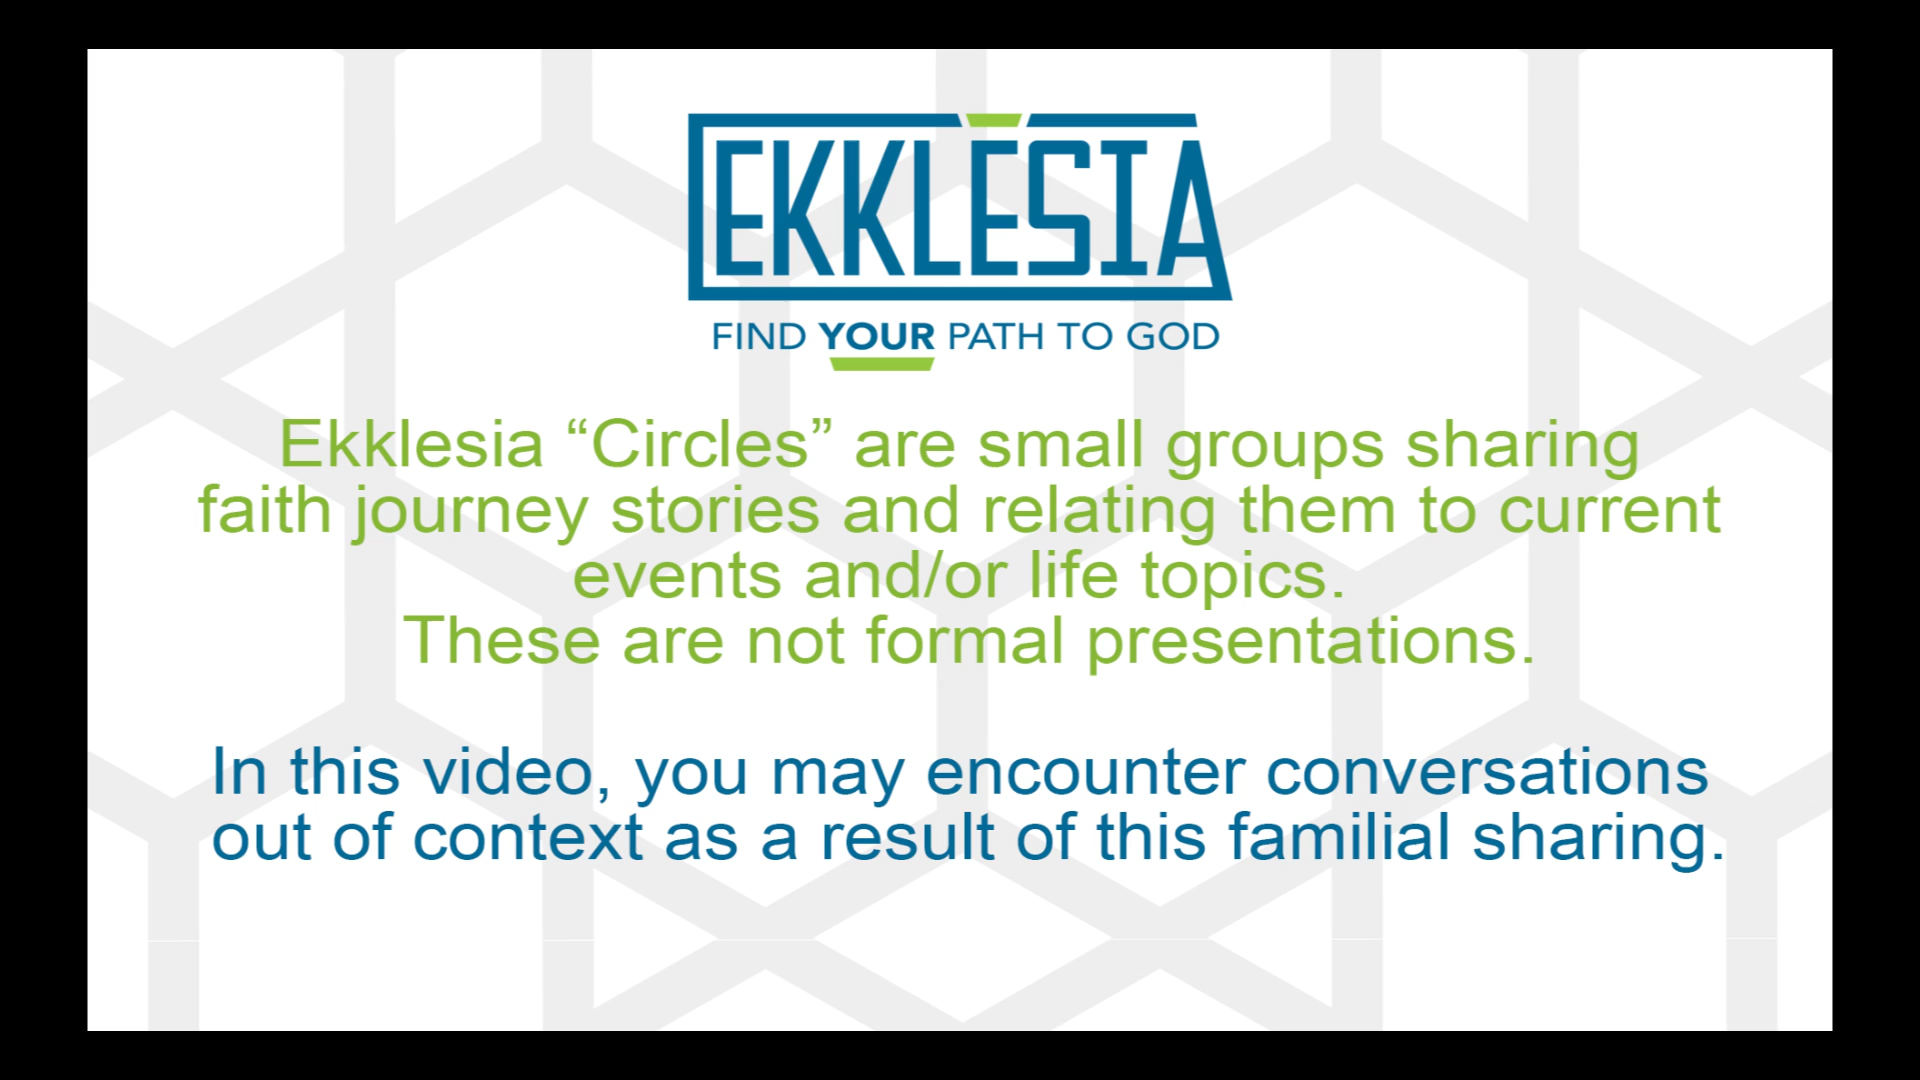 EKKLĒSIA
FIND YOUR PATH TO GOD
Ekklesia “Circles” are small groups sharing
faith journey stories and relating them to current
events and/or life topics.
These are not formal presentations.
In this video, you may encounter conversations
out of context as a result of this familial sharing.